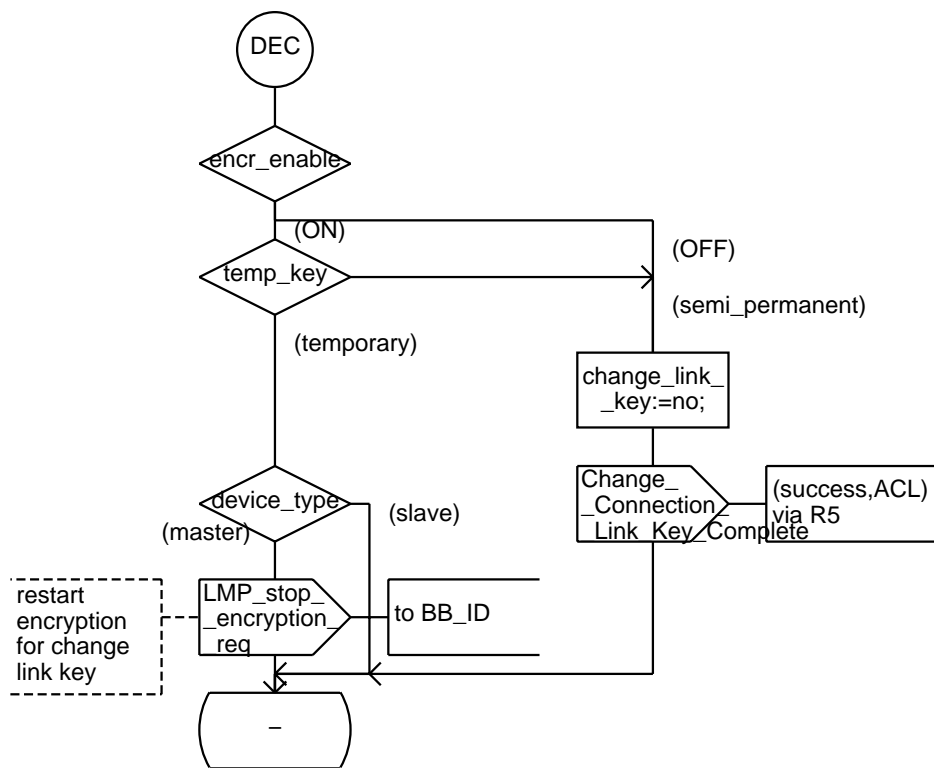 DEC
encr_enable
(ON)
(OFF)
temp_key
(semi_permanent)
(temporary)
change_link_
_key:=no;
device_type
(master)
(slave)
Change_
_Connection_
_Link_Key_Complete
(success,ACL)
via R5
restart
encryption
for change
link key
LMP_stop_
_encryption_
_req
to BB_ID
–